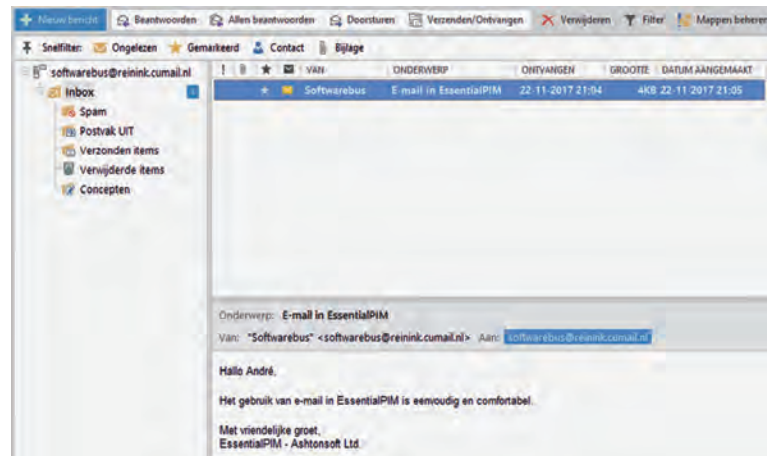 Nieuw bericht Beantwoorden Allen beantwoorden Doorsturen Verzenden/Ontvangen Verwijderen Filter Mappen beheren
Snelfilter: Ongelezen Gemarkeerd Contact Bijlage
softwarebus@reinink.cumail.nl
Inbox
Spam
Postvak UIT
Verzonden items
Verwijderde items
Concepten
! VAN ONDERWERP ONTVANGEN GROOTTE DATUM AANGEMAAKT
Softwarebus E-mail in EssentialPIM 22-11-2017 21:04 4KB 22-11-2017 21:05
Onderwerp: E-mail in EssentialPIM
Van: "Softwarebus" <softwarebus@reinink.cumail.nl> Aan: softwarebus@reinink.cumail.nl
Hallo André,
Het gebruik van e-mail in EssentialPIM is eenvoudig en comfortabel.
Met vriendelijke groet,
EssentialPIM - Ashtonsoft Ltd.